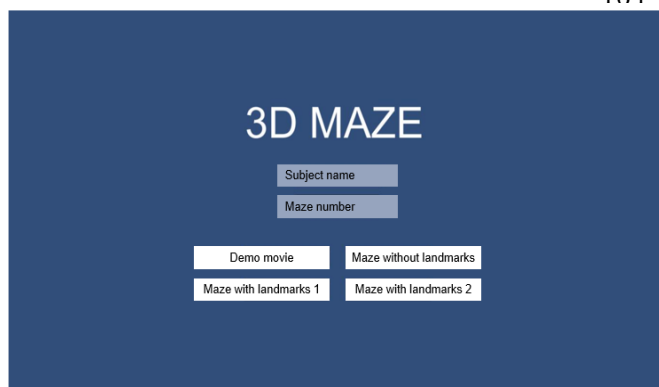 3D MAZE
Subject name
Maze number
Demo movie Maze without landmarks
Maze with landmarks 1 Maze with landmarks 2